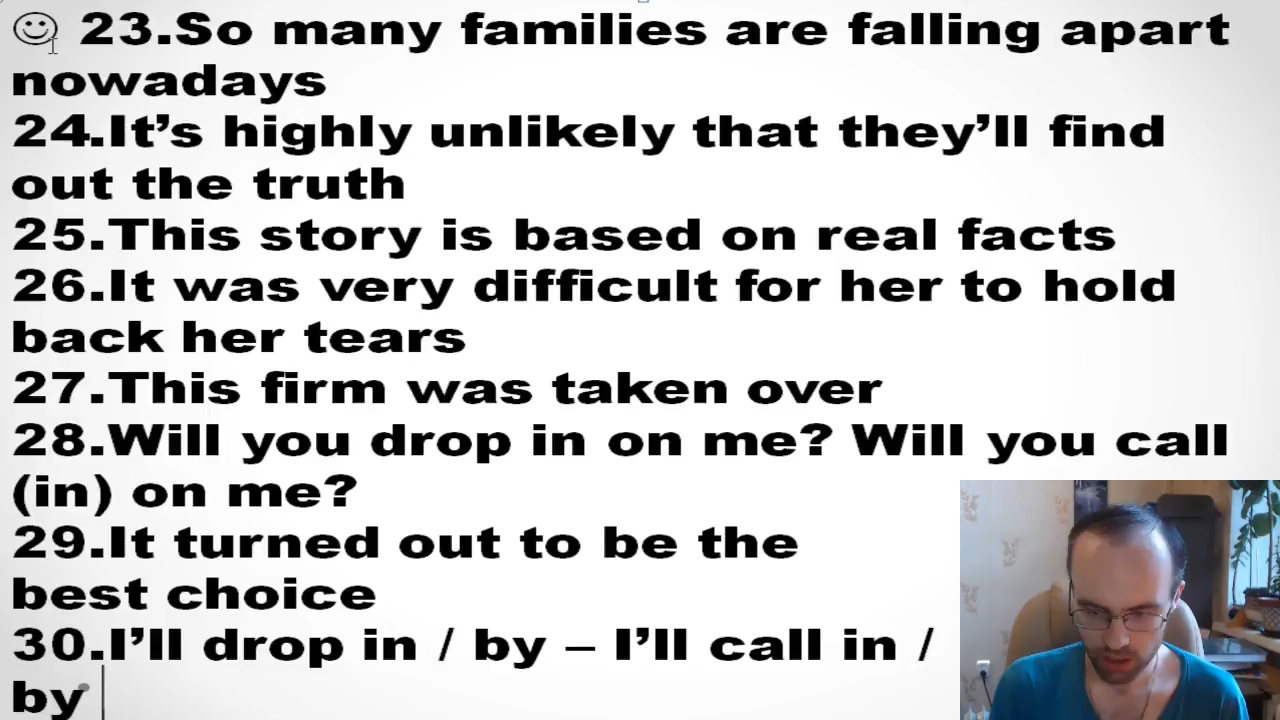 ☺ 23.So many families are falling apart
nowadays
24.It’s highly unlikely that they’ll find
out the truth
25.This story is based on real facts
26.It was very difficult for her to hold
back her tears
27.This firm was taken over
28.Will you drop in on me? Will you call
(in) on me?
29.It turned out to be the
best choice
30.I’ll drop in / by – I’ll call in /
by